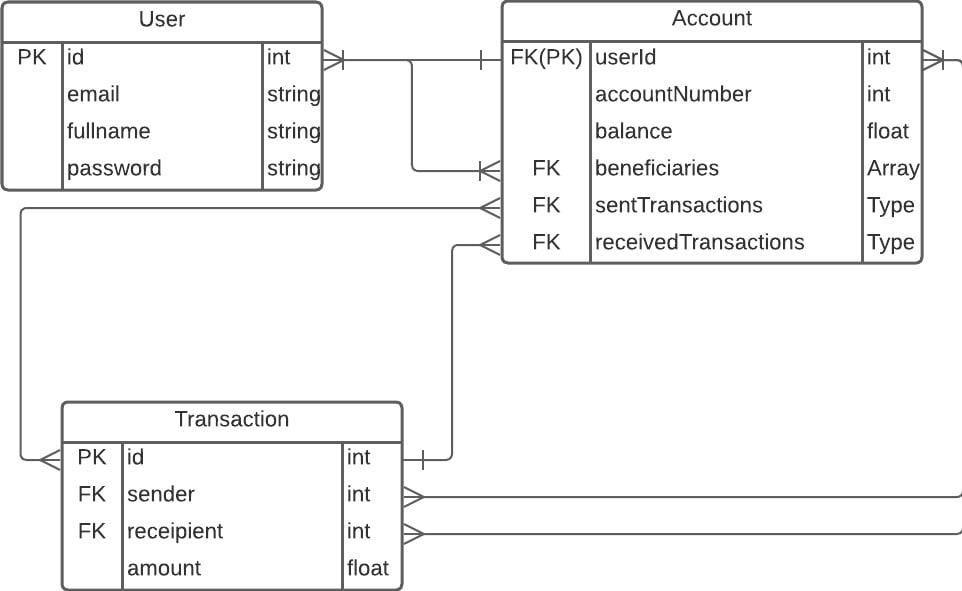 User
PK id int
email string
fullname string
password string
Account
FK(PK) userId int
accountNumber int
balance float
FK beneficiaries Array
FK sentTransactions Type
FK receivedTransactions Type
Transaction
PK id int
FK sender int
FK receipient int
amount float